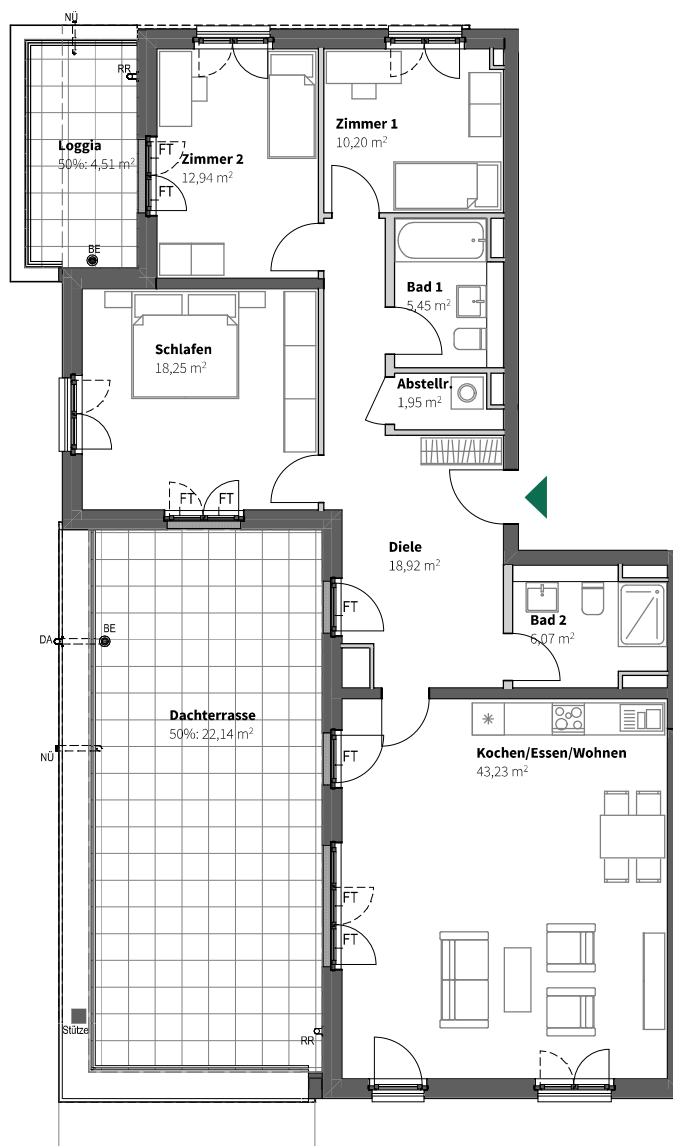 NÜ
RR
Loggia
50%: 4,51 m²
FT
FT
Zimmer 2
12,94 m²
Zimmer 1
10,20 m²
BE
Bad 1
5,45 m²
Schlafen
18,25 m²
Abstellr.
1,95 m²
FT FT
Diele
18,92 m²
FT
Bad 2
6,07 m²
DA
BE
Dachterrasse
50%: 22,14 m²
NÜ
FT
Kochen/Essen/Wohnen
43,23 m²
FT
FT
Stütze
RR